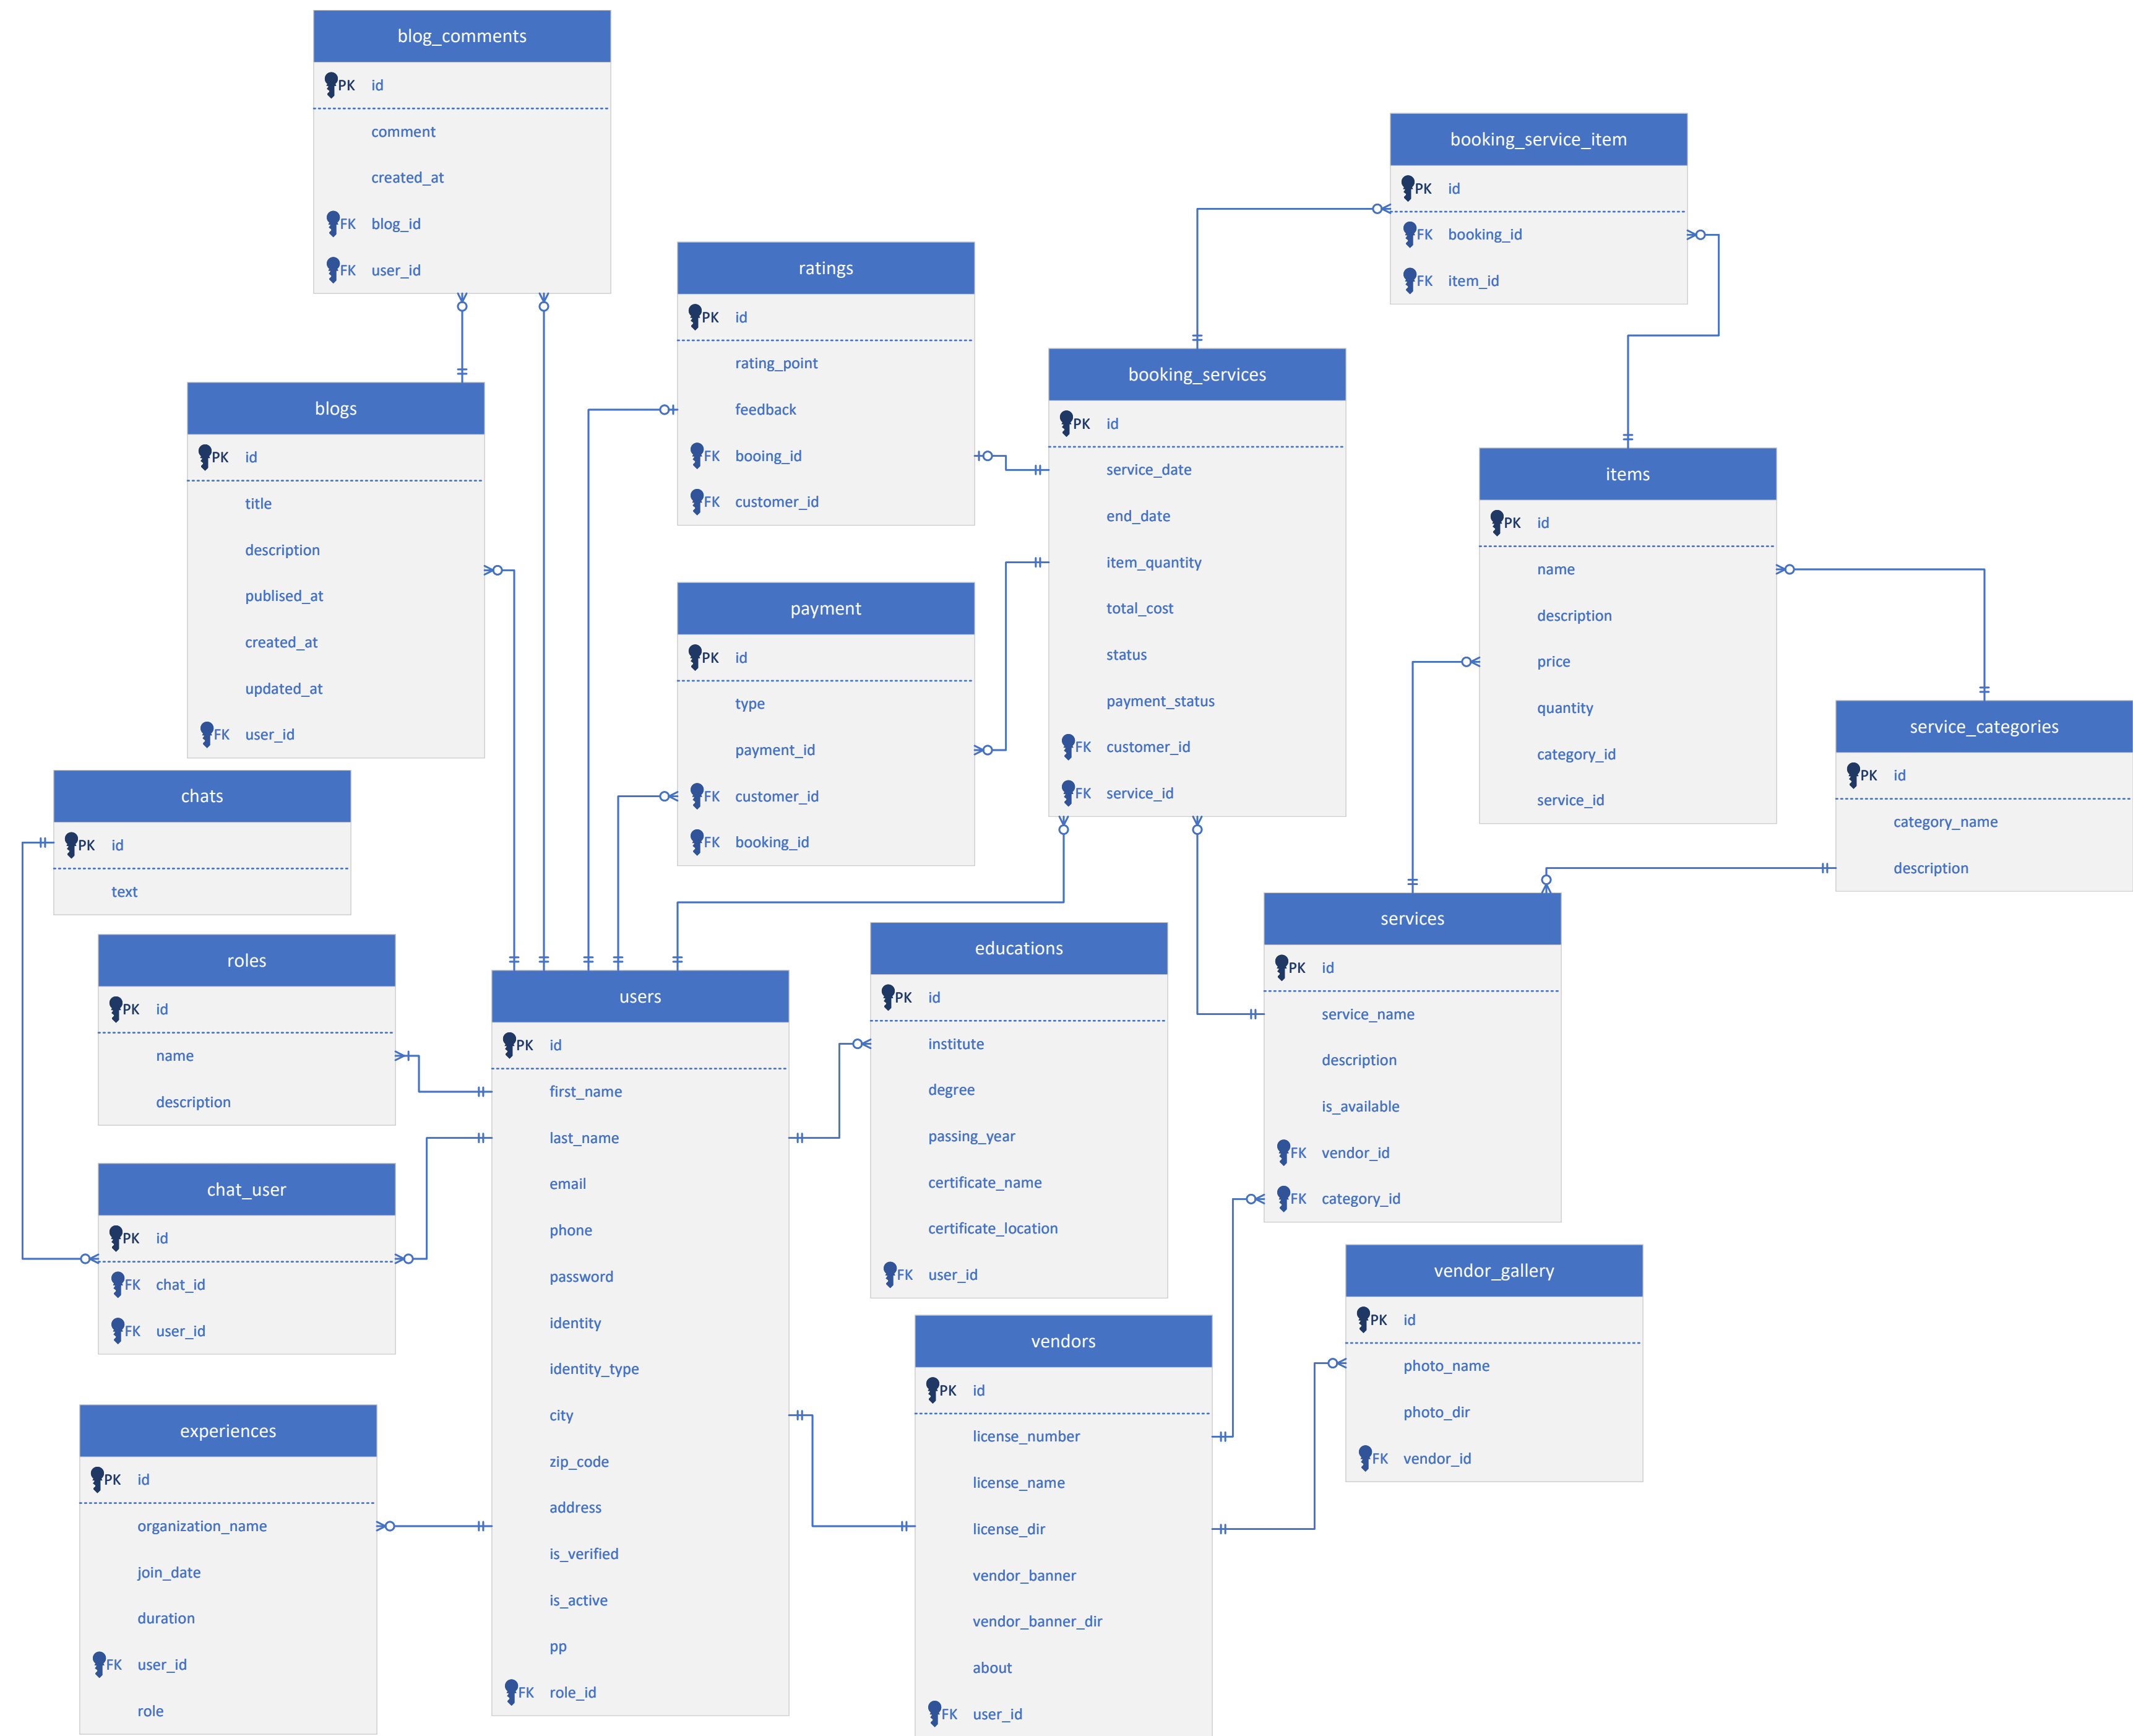 blog_comments
PK id
comment
created_at
FK blog_id
FK user_id
booking_service_item
PK id
FK booking_id
FK item_id
ratings
PK id
rating_point
feedback
FK booing_id
FK customer_id
booking_services
PK id
service_date
end_date
item_quantity
total_cost
status
payment_status
FK customer_id
FK service_id
blogs
PK id
title
description
publised_at
created_at
updated_at
FK user_id
items
PK id
name
description
price
quantity
category_id
service_id
payment
PK id
type
payment_id
FK customer_id
FK booking_id
service_categories
PK id
category_name
description
chats
PK id
text
services
PK id
service_name
description
is_available
FK vendor_id
FK category_id
roles
PK id
name
description
users
PK id
first_name
last_name
email
phone
password
identity
identity_type
city
zip_code
address
is_verified
is_active
pp
FK role_id
educations
PK id
institute
degree
passing_year
certificate_name
certificate_location
FK user_id
chat_user
PK id
FK chat_id
FK user_id
vendor_gallery
PK id
photo_name
photo_dir
FK vendor_id
vendors
PK id
license_number
license_name
license_dir
vendor_banner
vendor_banner_dir
about
FK user_id
experiences
PK id
organization_name
join_date
duration
FK user_id
role